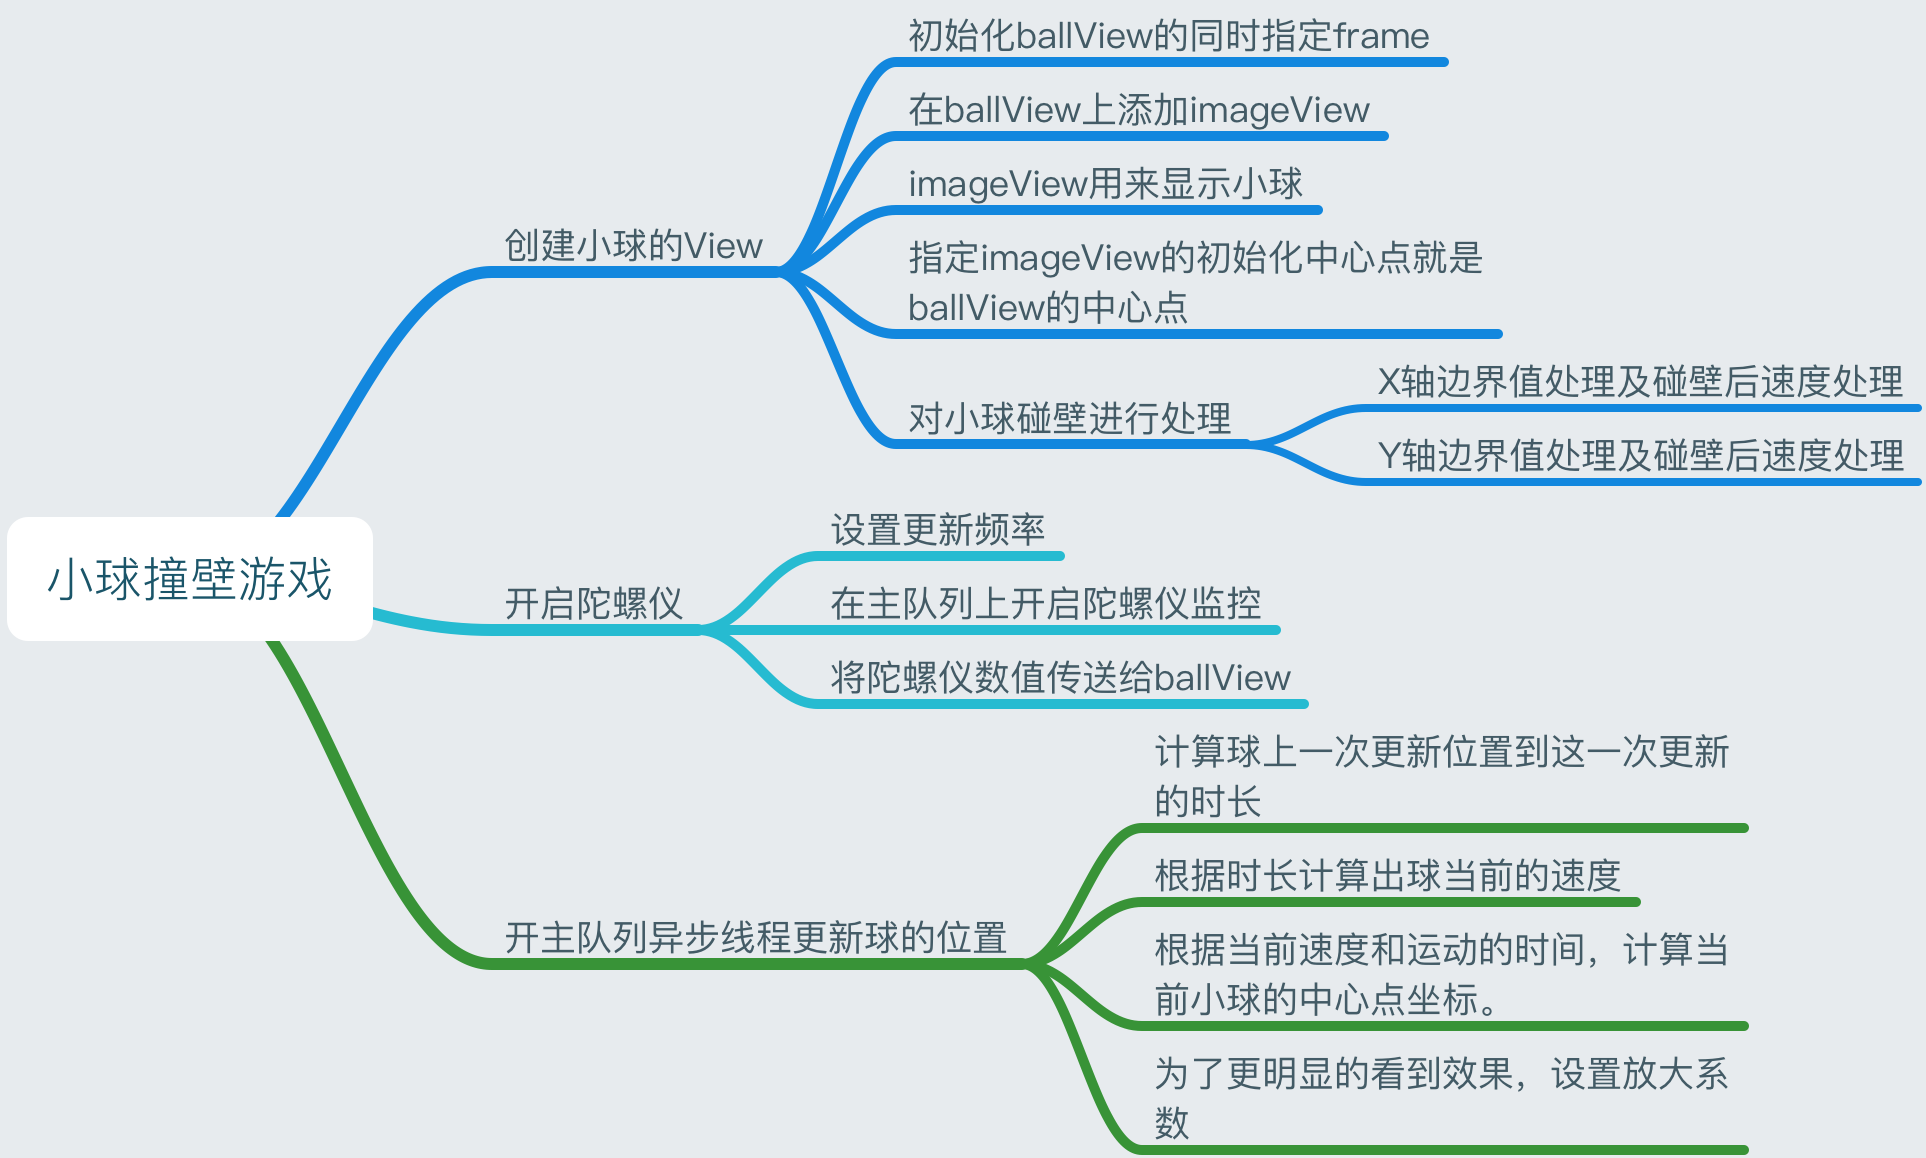 小球撞壁游戏
创建小球的View
初始化ballView的同时指定frame
在ballView上添加imageView
imageView用来显示小球
指定imageView的初始化中心点就是
ballView的中心点
对小球碰壁进行处理
X轴边界值处理及碰壁后速度处理
Y轴边界值处理及碰壁后速度处理
开启陀螺仪
设置更新频率
在主队列上开启陀螺仪监控
将陀螺仪数值传送给ballView
开主队列异步线程更新球的位置
计算球上一次更新位置到这一次更新
的时长
根据时长计算出球当前的速度
根据当前速度和运动的时间，计算当
前小球的中心点坐标。
为了更明显的看到效果，设置放大系
数